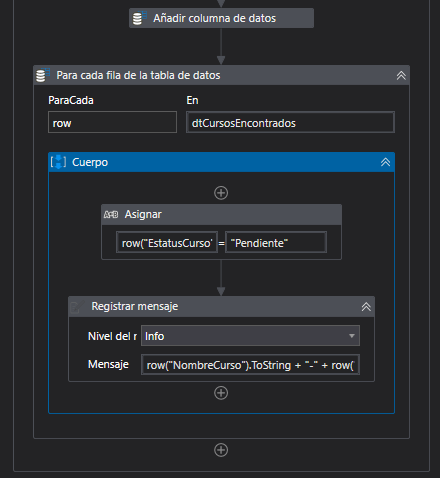 Añadir columna de datos
Para cada fila de la tabla de datos
ParaCada En
row dtCursosEncontrados
Cuerpo
A*B Asignar
row("EstatusCurso" = "Pendiente"
Registrar mensaje
Nivel del r Info
Mensaje row("NombreCurso").ToString + "-" + row("